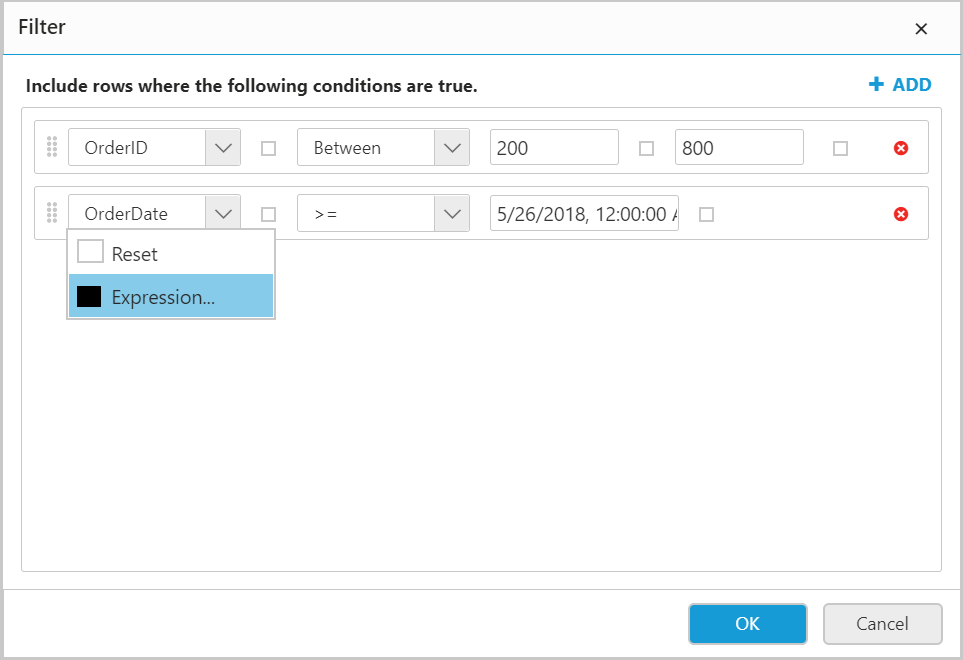 Filter
Include rows where the following conditions are true.
+ ADD
OrderID Between 200 800
OrderDate >= 5/26/2018, 12:00:00
Reset
Expression...
OK Cancel